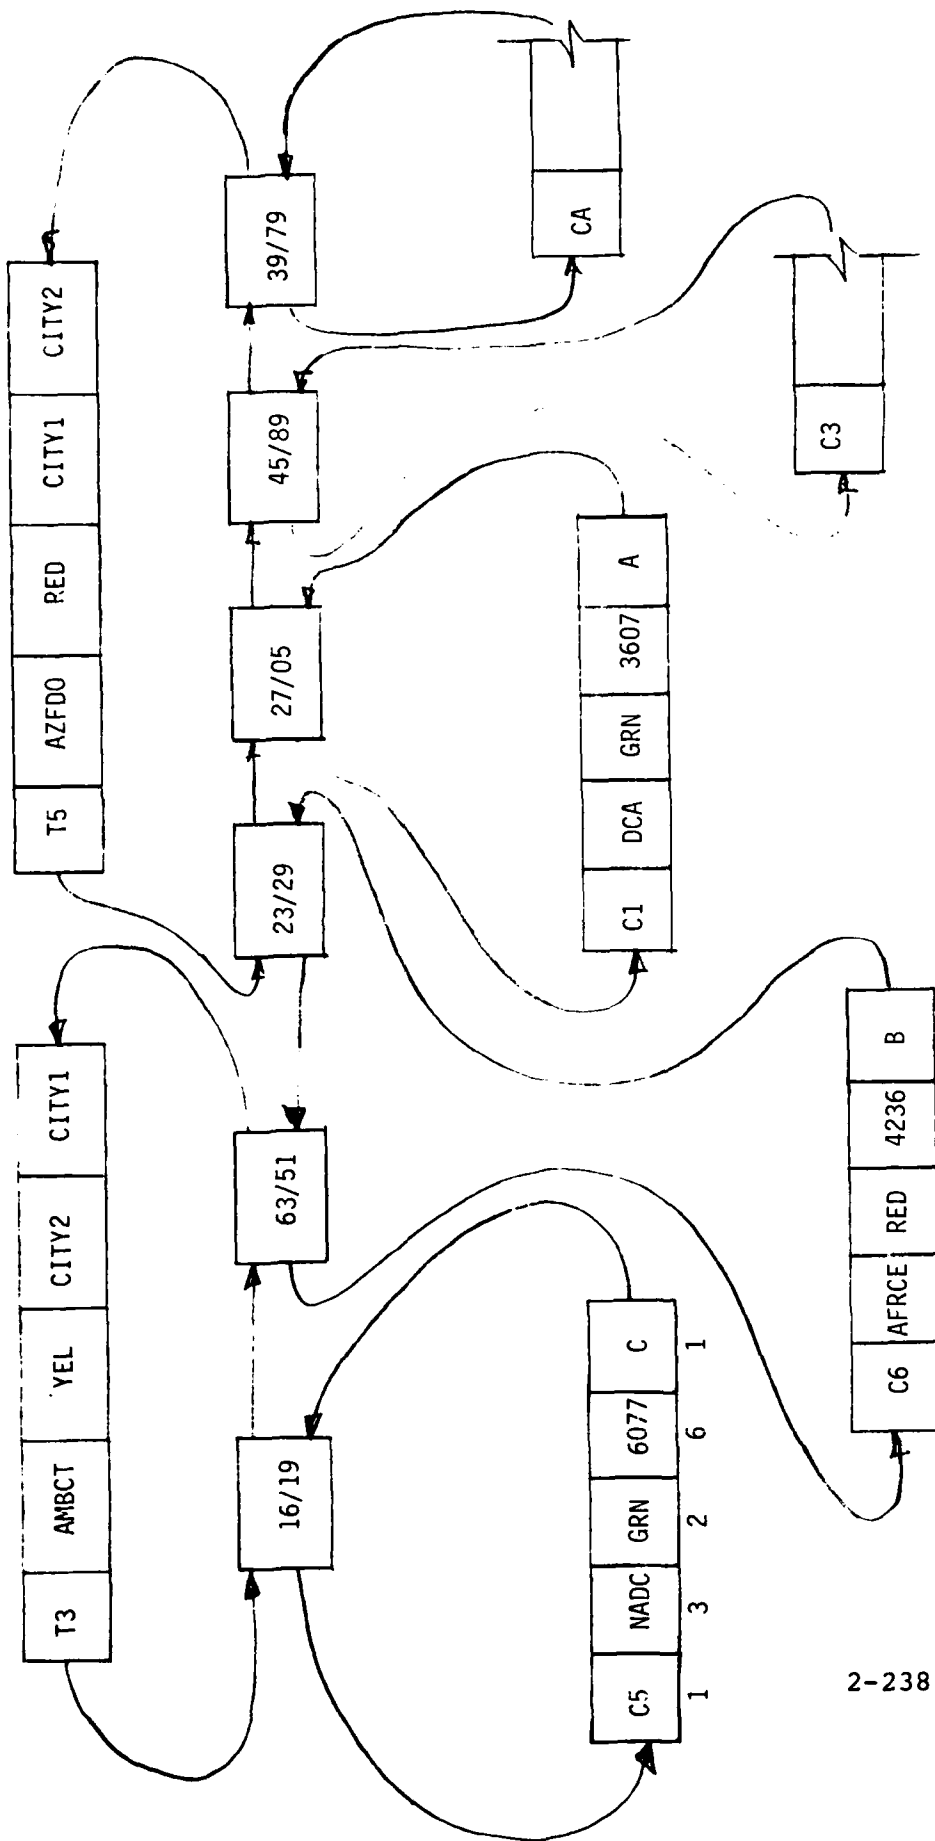 T3 AMBCT YEL CITY2 CITY1
T5 AZFDO RED CITY1 CITY2
16/19 63/51 23/29 27/05 45/89 39/79
CA
C5 NADC GRN 6077 C
1 3 2 6 1
C1 DCA GRN 3607 A
C3
C6 AFRCE RED 4236 B
2-238